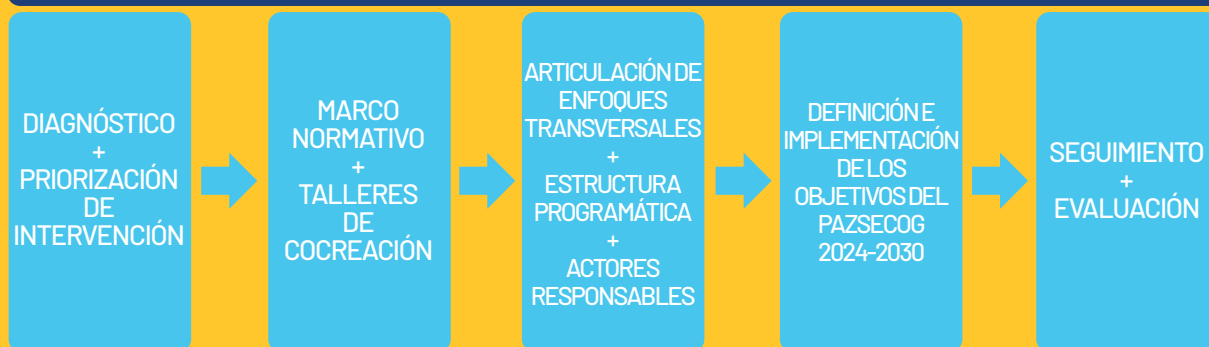 DIAGNÓSTICO
+
PRIORIZACIÓN
DE
INTERVENCIÓN
MARCO
NORMATIVO
+
TALLERES
DE
COCREACIÓN
ARTICULACIÓN DE
ENFOQUES
TRANSVERSALES
+
ESTRUCTURA
PROGRAMÁTICA
+
ACTORES
RESPONSABLES
DEFINICIÓN E
IMPLEMENTACIÓN
DE LOS
OBJETIVOS DEL
PAZSECOG
2024-2030
SEGUIMIENTO
+
EVALUACIÓN